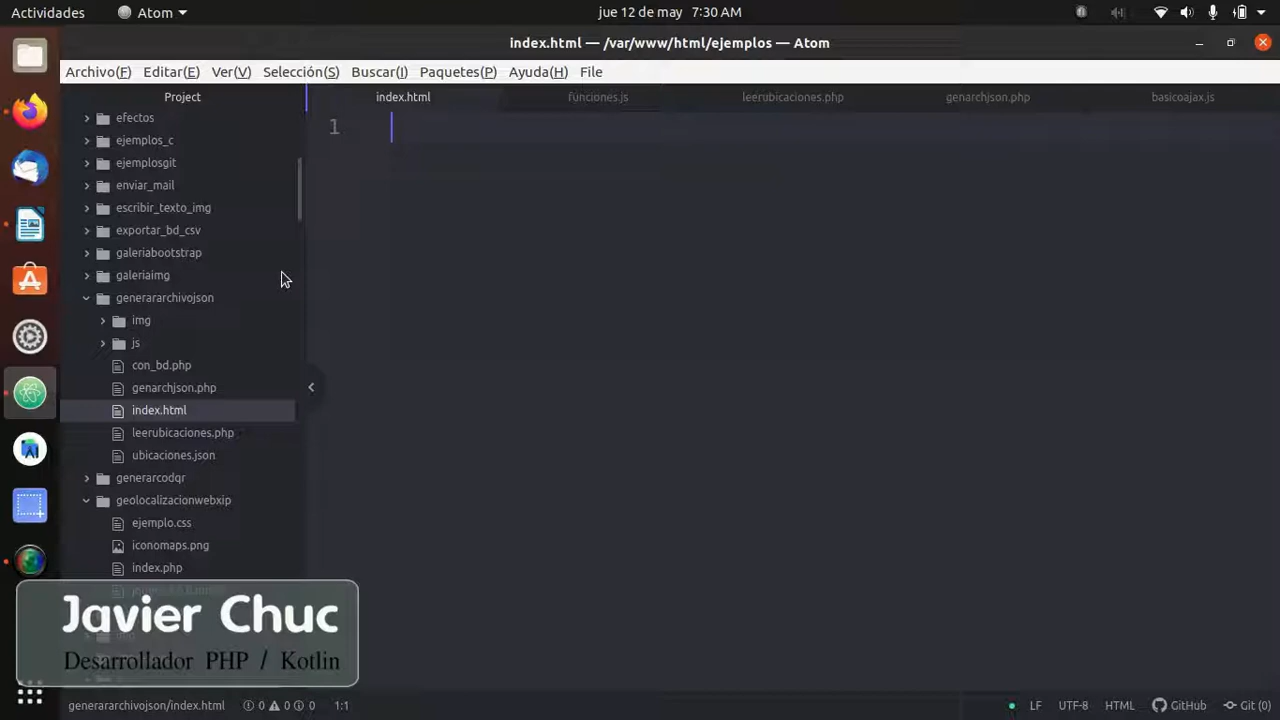 Actividades
Atom
jue 12 de may 7:30 AM
index.html — /var/www/html/ejemplos — Atom
Archivo(F) Editar(E) Ver(V) Selección(S) Buscar(I) Paquetes(P) Ayuda(H) File
Project
index.html
funciones.js
leerubicaciones.php
genarchjson.php
basicoajax.js
1
efectos
ejemplos_c
ejemplosgit
enviar_mail
escribir_texto_img
exportar_bd_csv
galeriabootstrap
galeriaimg
generararchivojson
img
js
con_bd.php
genarchjson.php
index.html
leerubicaciones.php
ubicaciones.json
generarcodqr
geolocalizacionwebxip
ejemplo.css
iconomaps.png
index.php
Javier Chuc
Desarrollador PHP / Kotlin
generararchivojson/index.html 0 0 0 1:1
LF UTF-8 HTML GitHub Git (0)